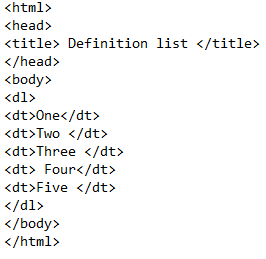 <html>
<head>
<title> Definition list </title>
</head>
<body>
<dl>
<dt>One</dt>
<dt>Two </dt>
<dt>Three </dt>
<dt> Four</dt>
<dt>Five </dt>
</dl>
</body>
</html>